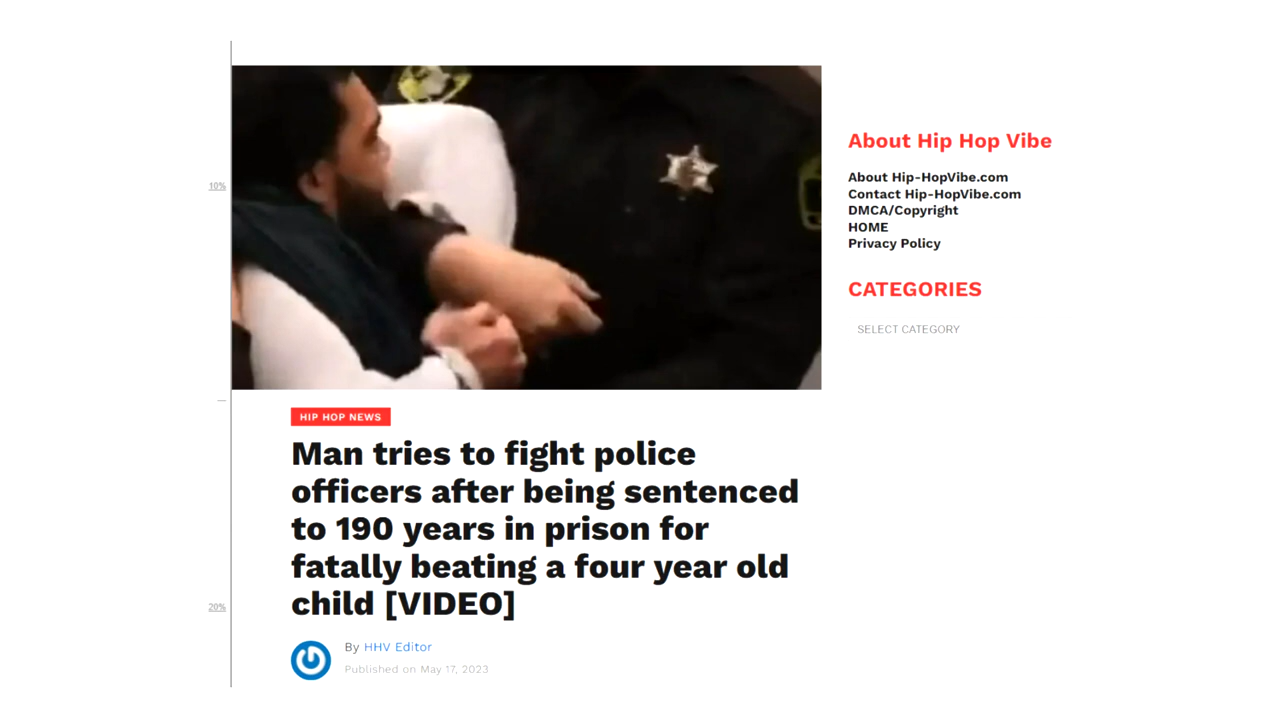 About Hip Hop Vibe
About Hip-HopVibe.com
Contact Hip-HopVibe.com
DMCA/Copyright
HOME
Privacy Policy
CATEGORIES
SELECT CATEGORY
10%
HIP HOP NEWS
Man tries to fight police
officers after being sentenced
to 190 years in prison for
fatally beating a four year old
child [VIDEO]
20%
By HHV Editor
Published on May 17, 2023